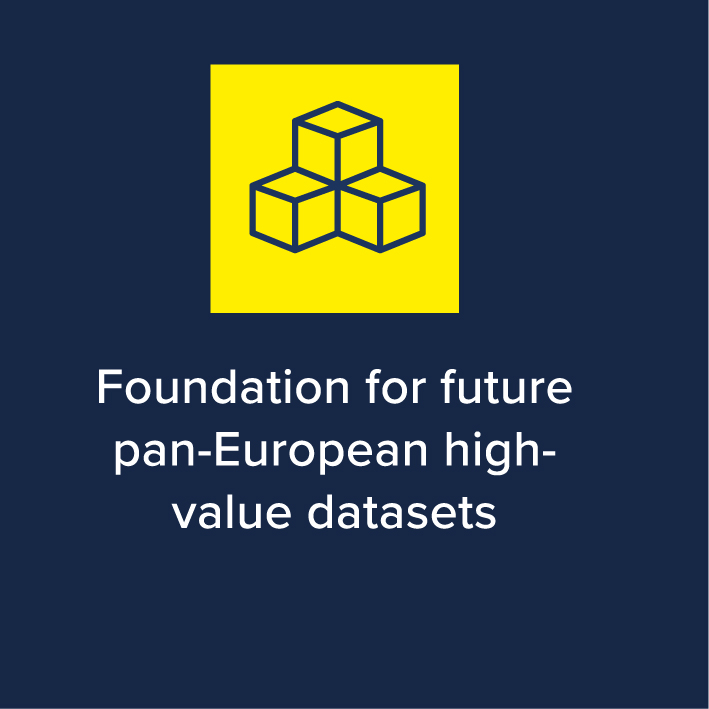 Foundation for future
pan-European high-
value datasets